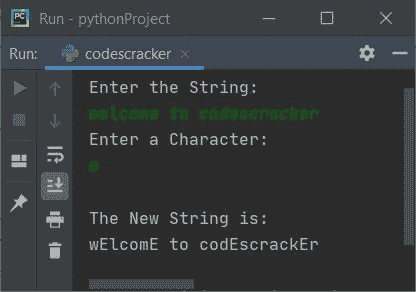 Run - pythonProject
Run:
codescracker
Enter the String:
welcome to codescracker
Enter a Character:
e
The New String is:
wElcomE to codEscrackEr